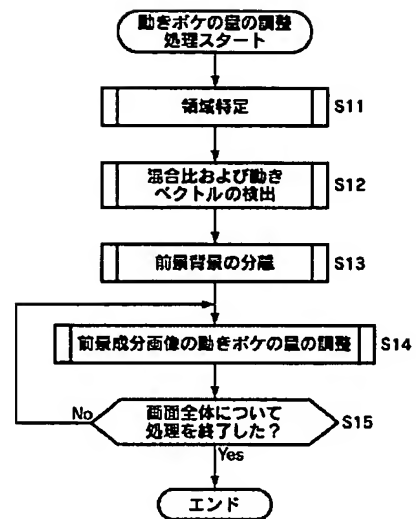 動きボケの量の調整
処理スタート
領域特定 S11
混合比および動き
ベクトルの検出 S12
前景背景の分離 S13
前景成分画像の動きボケの量の調整 S14
画面全体について
処理を終了した？ S15
No
Yes
エンド